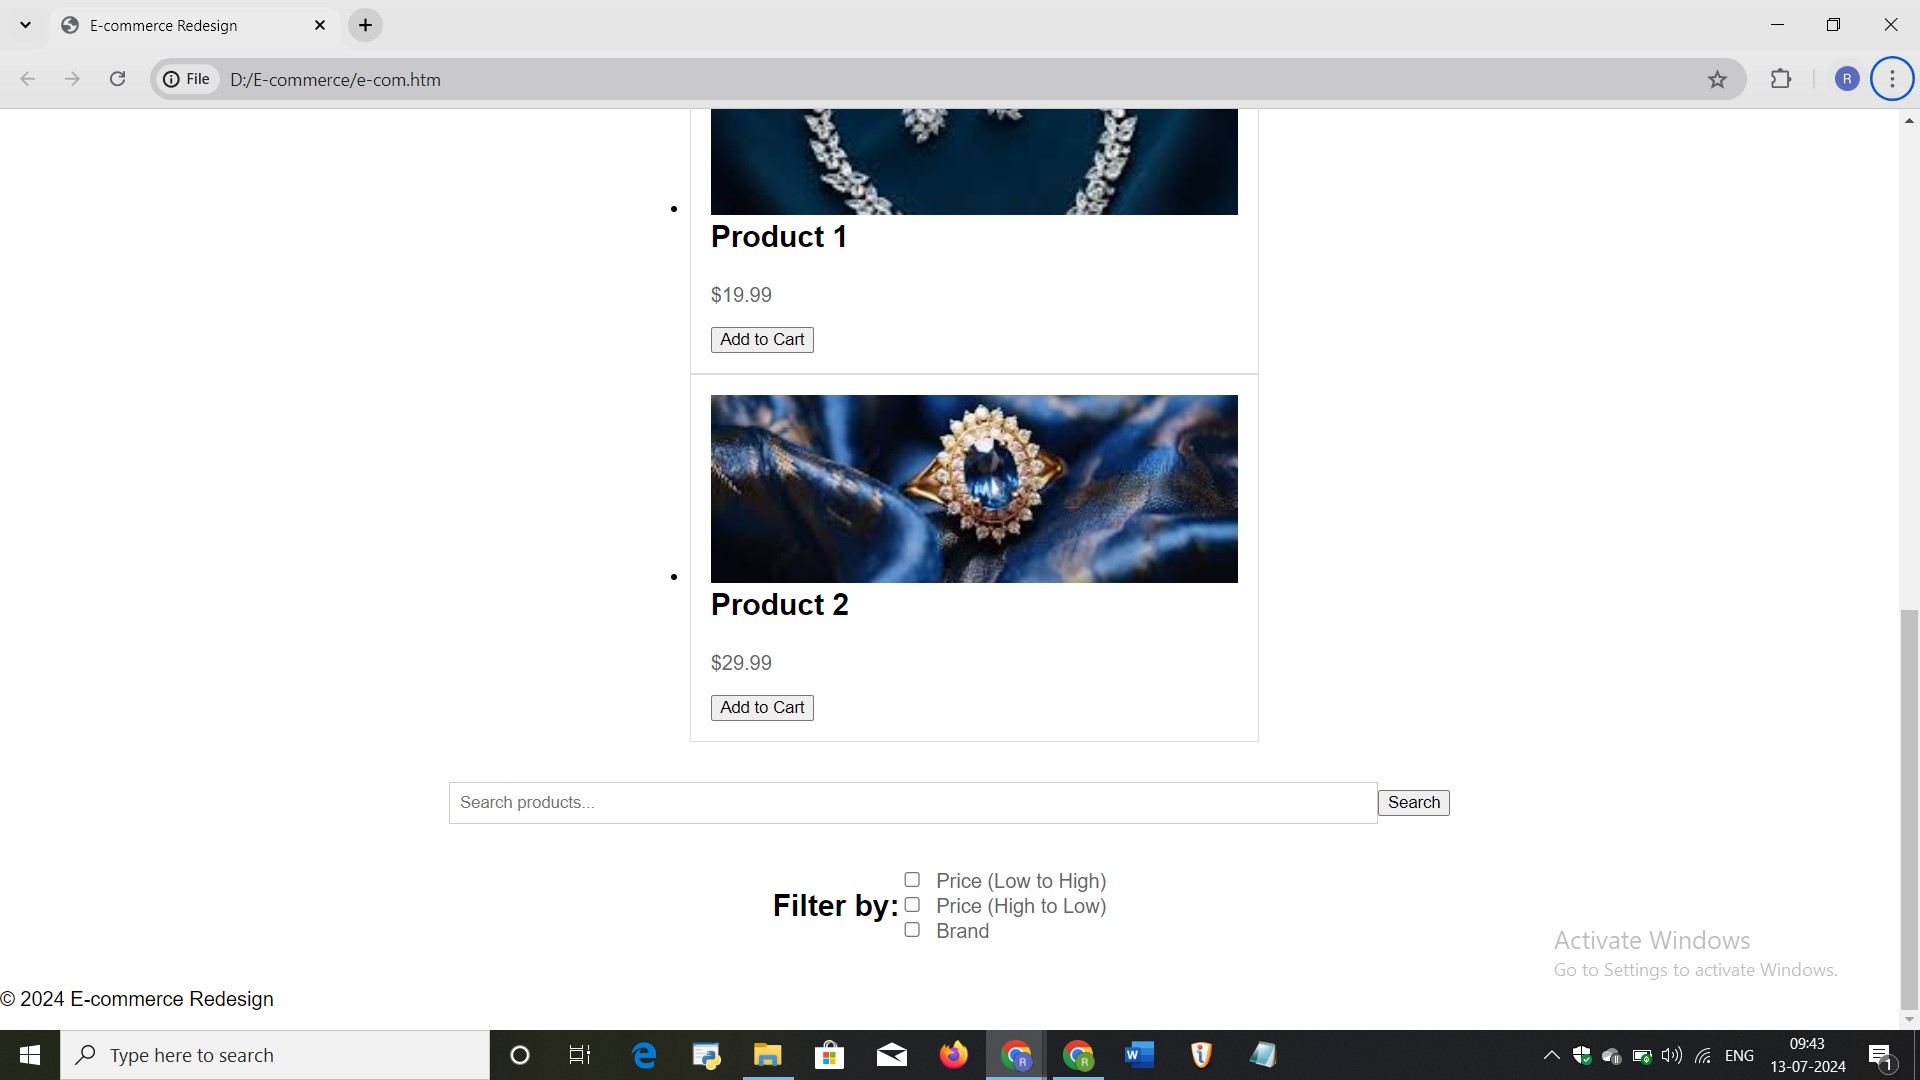 E-commerce Redesign
File
D:/E-commerce/e-com.htm
R
Product 1
$19.99
Add to Cart
Product 2
$29.99
Add to Cart
Search products...
Search
Filter by:
Price (Low to High)
Price (High to Low)
Brand
Activate Windows
Go to Settings to activate Windows.
© 2024 E-commerce Redesign
Type here to search
R
R
W
ENG
09:43
13-07-2024
1